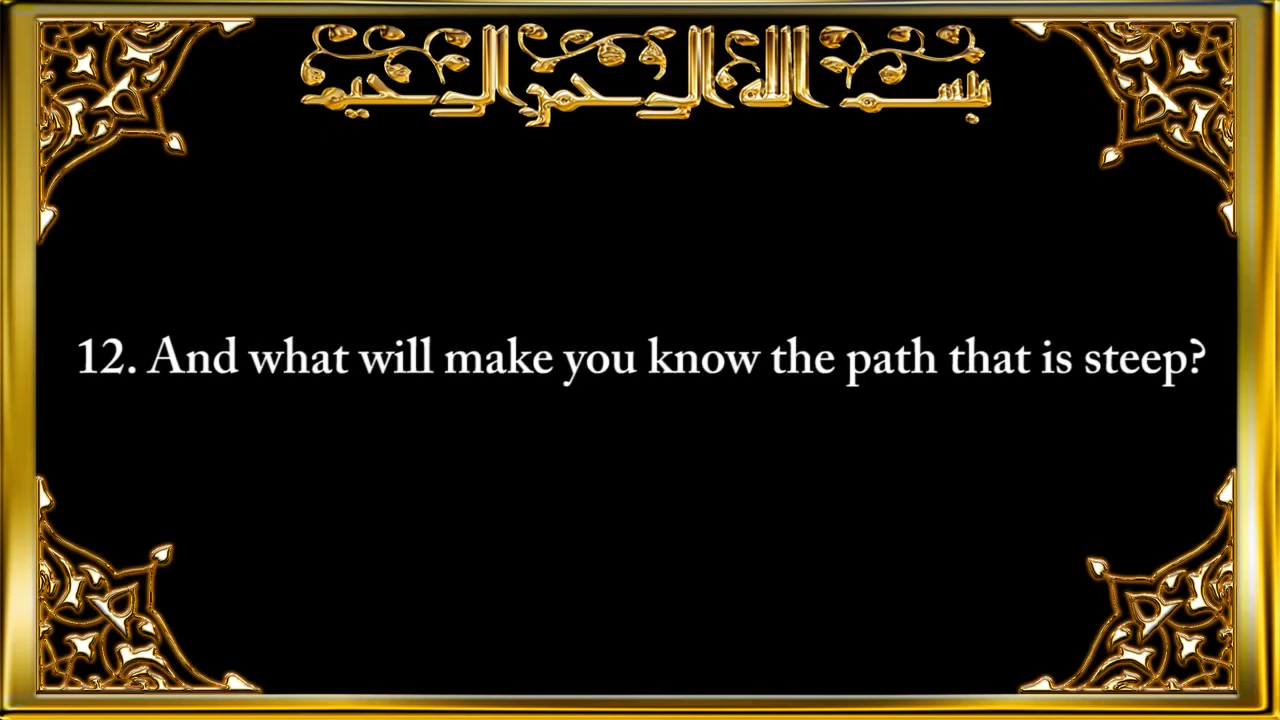 بسم الله الرحمن الرحيم
12. And what will make you know the path that is steep?